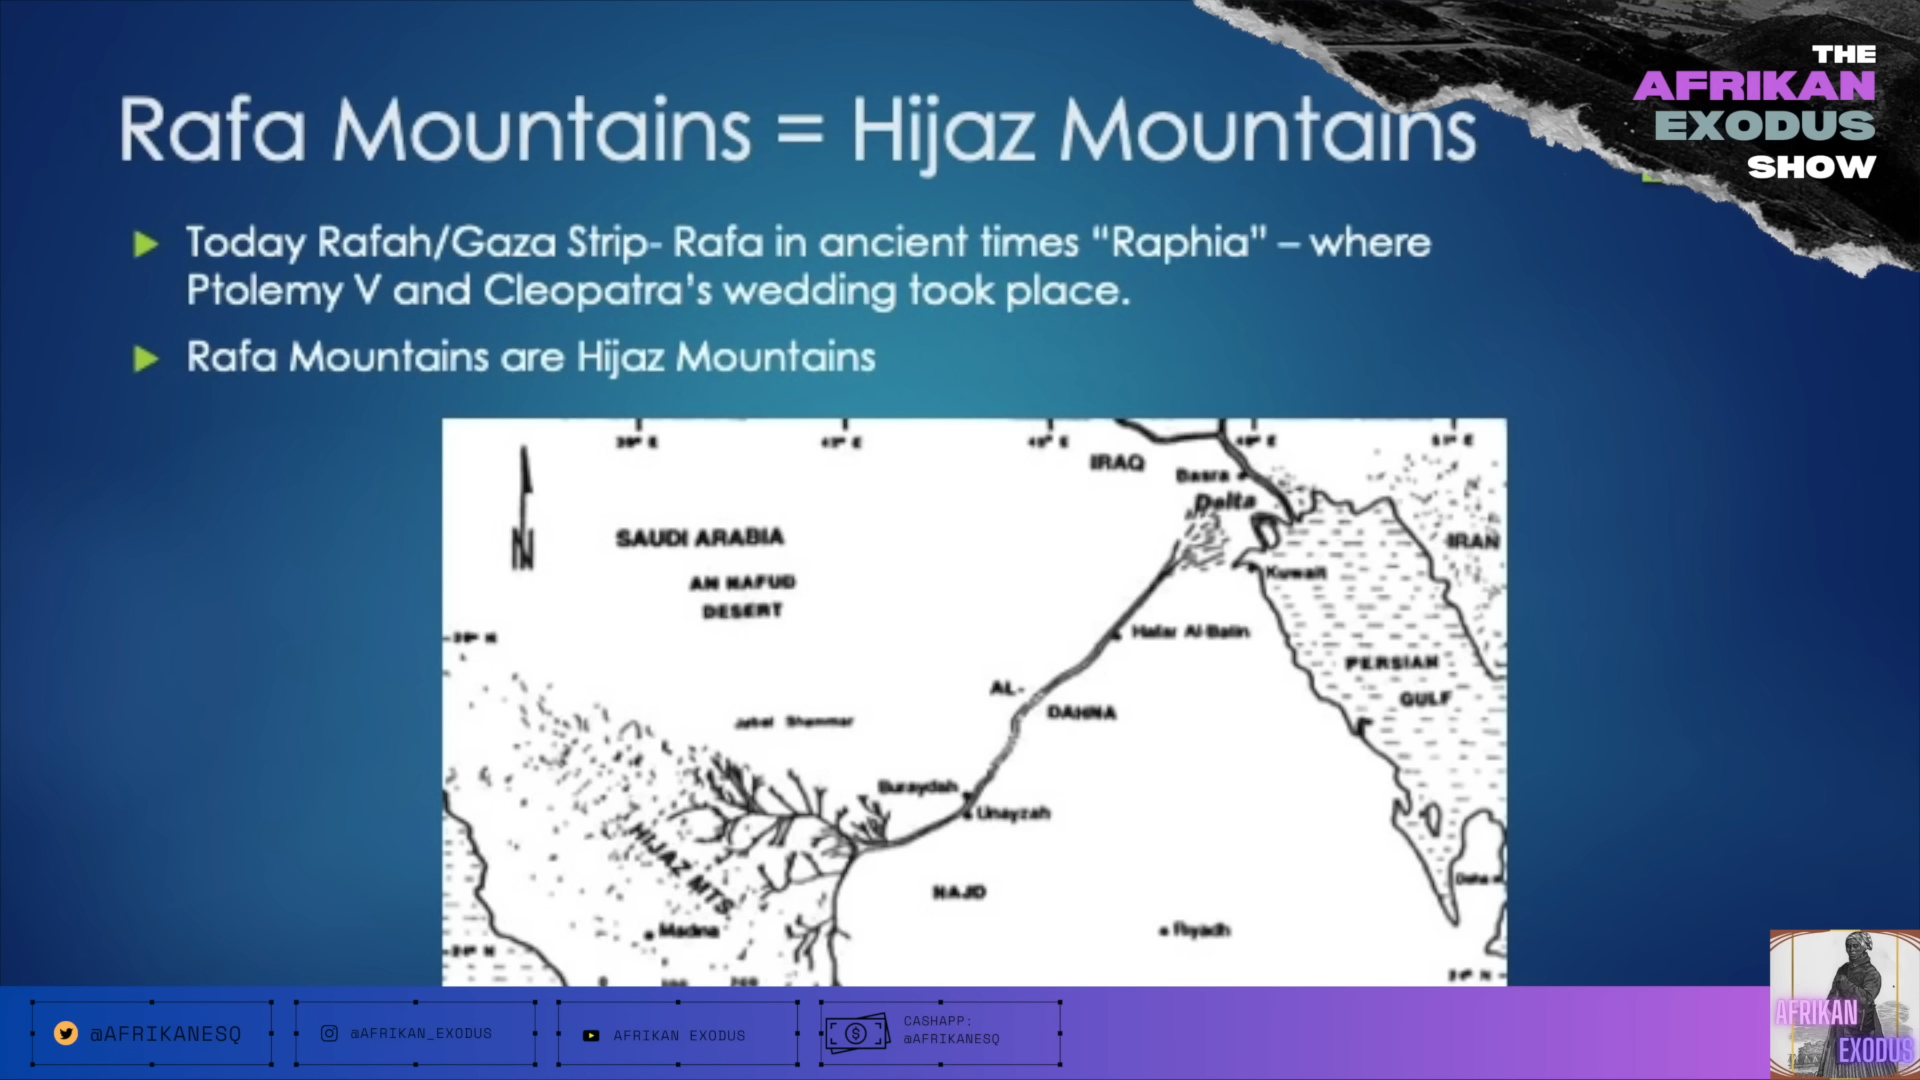 THE
AFRIKAN
EXODUS
SHOW
Rafa Mountains = Hijaz Mountains
Today Rafah/Gaza Strip- Rafa in ancient times “Raphia” – where
Ptolemy V and Cleopatra’s wedding took place.
Rafa Mountains are Hijaz Mountains
IRAQ
Basra
Delta
SAUDI ARABIA
IRAN
AN NAFUD
DESERT
Kuwait
Hafar Al-Batin
PERSIAN
GULF
AL-
DAHNA
Jabal Shammar
Buraydah
Unayzah
HIJAZ MTS
NAJD
Doha
Madina
Riyadh
N
@AFRIKANESQ
@AFRIKAN_EXODUS
AFRIKAN EXODUS
CASHAPP:
@AFRIKANESQ
AFRIKAN
EXODUS